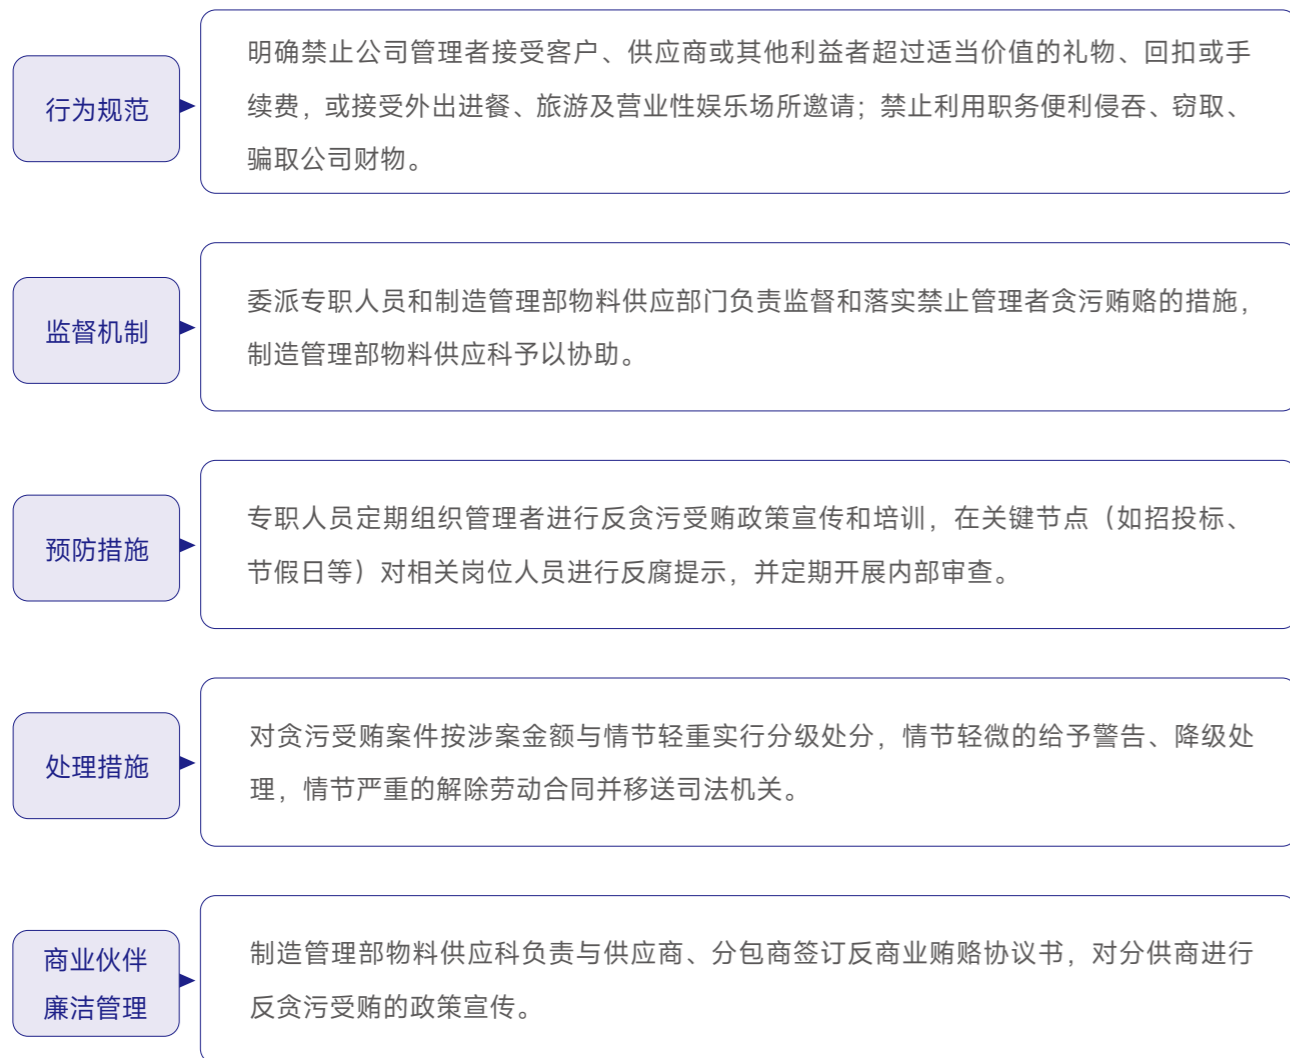 行为规范
明确禁止公司管理者接受客户、供应商或其他利益者超过适当价值的礼物、回扣或手
续费，或接受外出进餐、旅游及营业性娱乐场所邀请；禁止利用职务便利侵吞、窃取、
骗取公司财物。
监督机制
委派专职人员和制造管理部物料供应部门负责监督和落实禁止管理者贪污贿赂的措施，
制造管理部物料供应科予以协助。
预防措施
专职人员定期组织管理者进行反贪污受贿政策宣传和培训，在关键节点（如招投标、
节假日等）对相关岗位人员进行反腐提示，并定期开展内部审查。
处理措施
对贪污受贿案件按涉案金额与情节轻重实行分级处分，情节轻微的给予警告、降级处
理，情节严重的解除劳动合同并移送司法机关。
商业伙伴
廉洁管理
制造管理部物料供应科负责与供应商、分包商签订反商业贿赂协议书，对分供商进行
反贪污受贿的政策宣传。